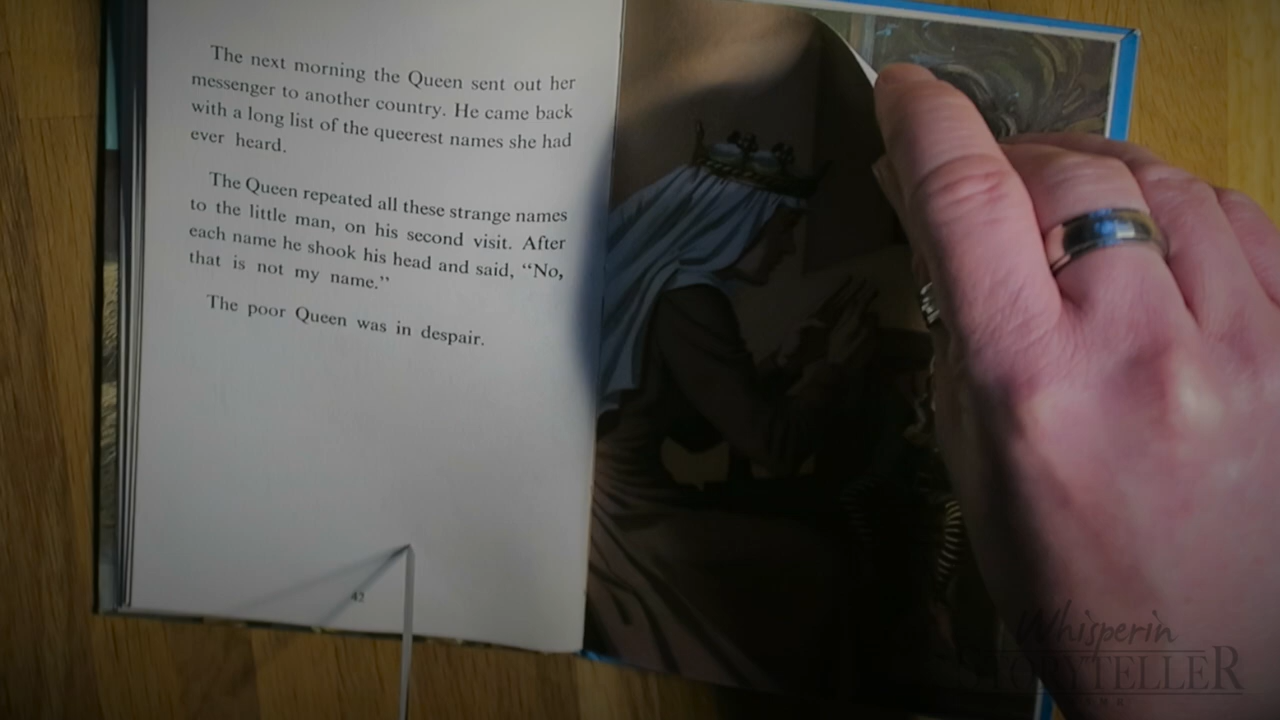 The next morning the Queen sent out her
messenger to another country. He came back
with a long list of the queerest names she had
ever heard.
The Queen repeated all these strange names
to the little man, on his second visit. After
each name he shook his head and said, “No,
that is not my name.”
The poor Queen was in despair.
42
Whisperin
STORYTELLER